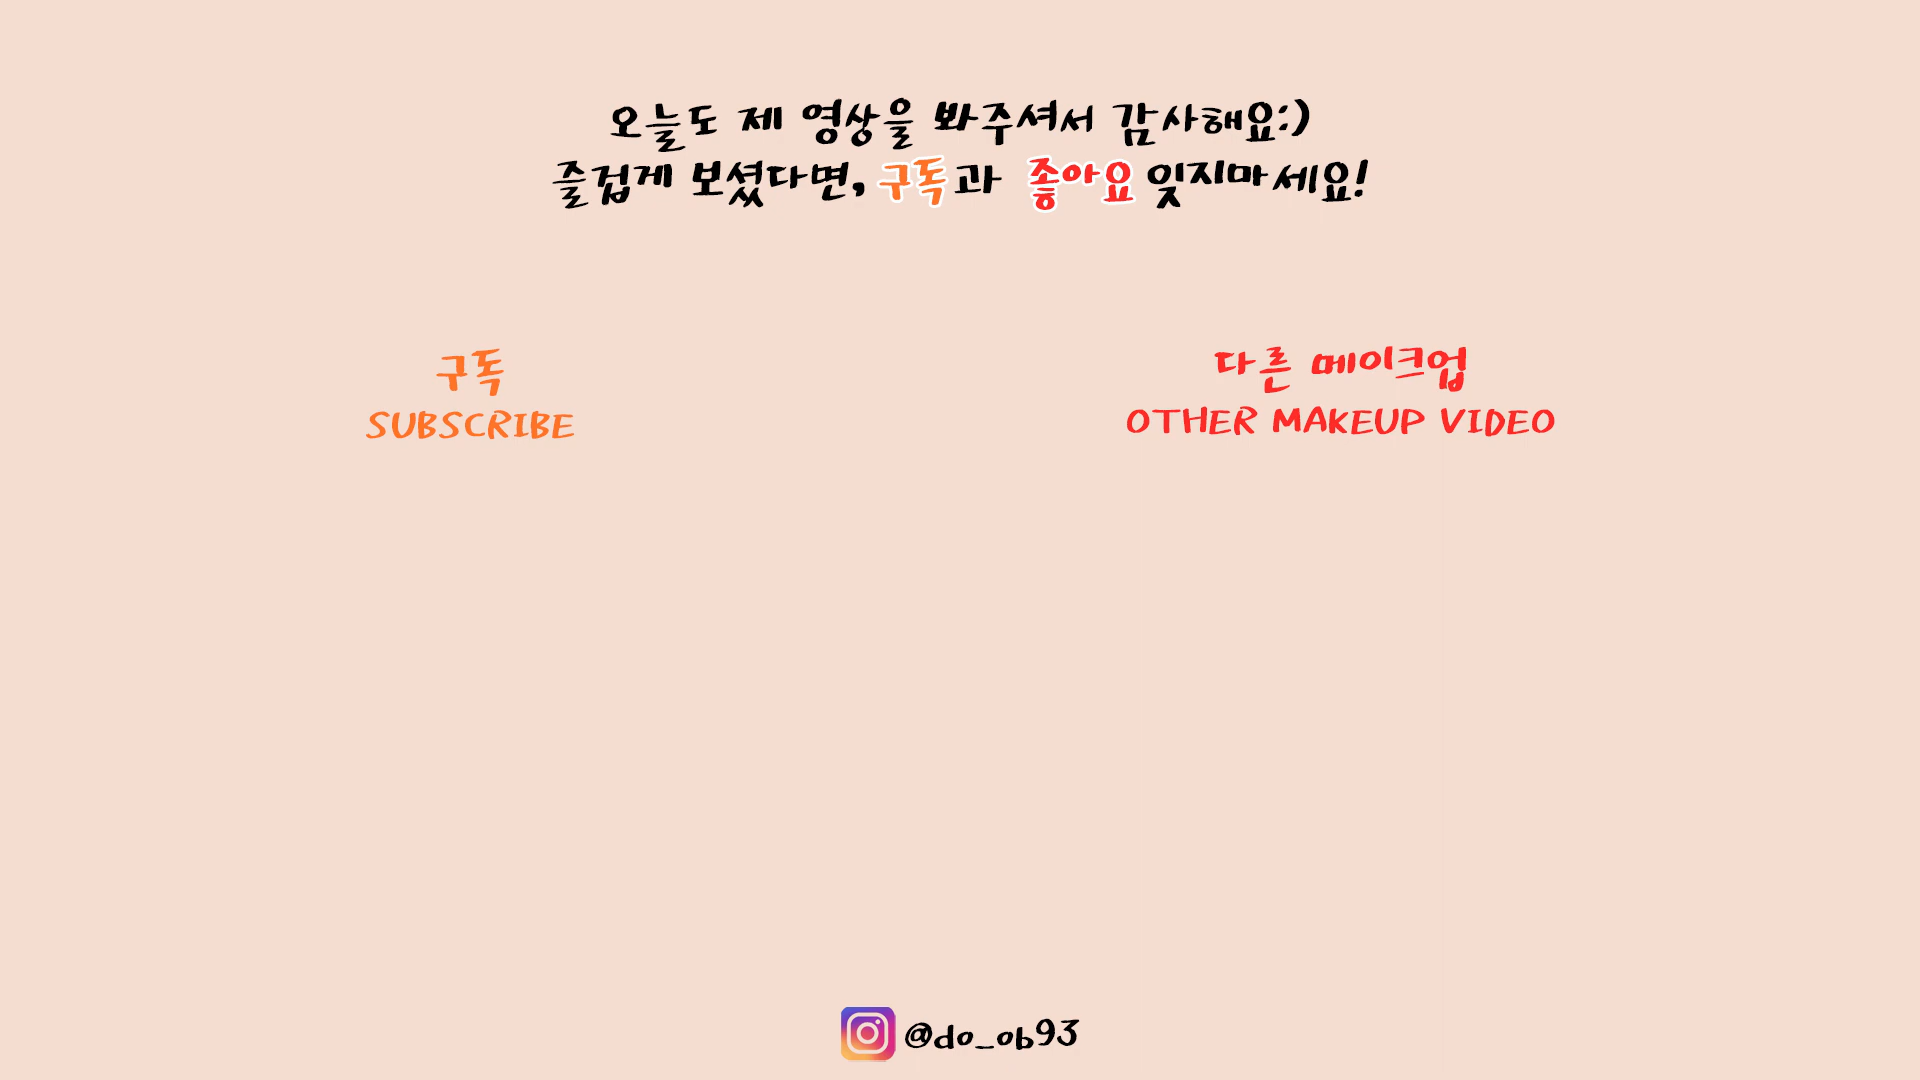 오늘도 제 영상을 봐주셔서 감사해요:)
즐겁게 보셨다면, 구독과 좋아요 잊지마세요!
구독
SUBSCRIBE
다른 메이크업
OTHER MAKEUP VIDEO
@do_ob93